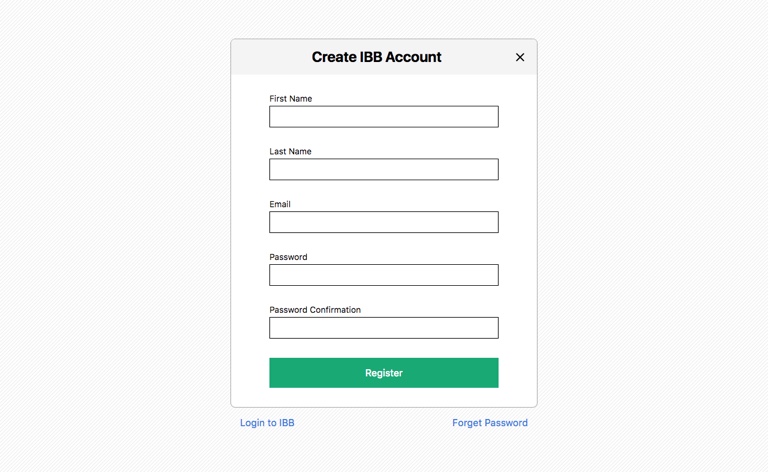 Create IBB Account
First Name
Last Name
Email
Password
Password Confirmation
Register
Login to IBB
Forget Password